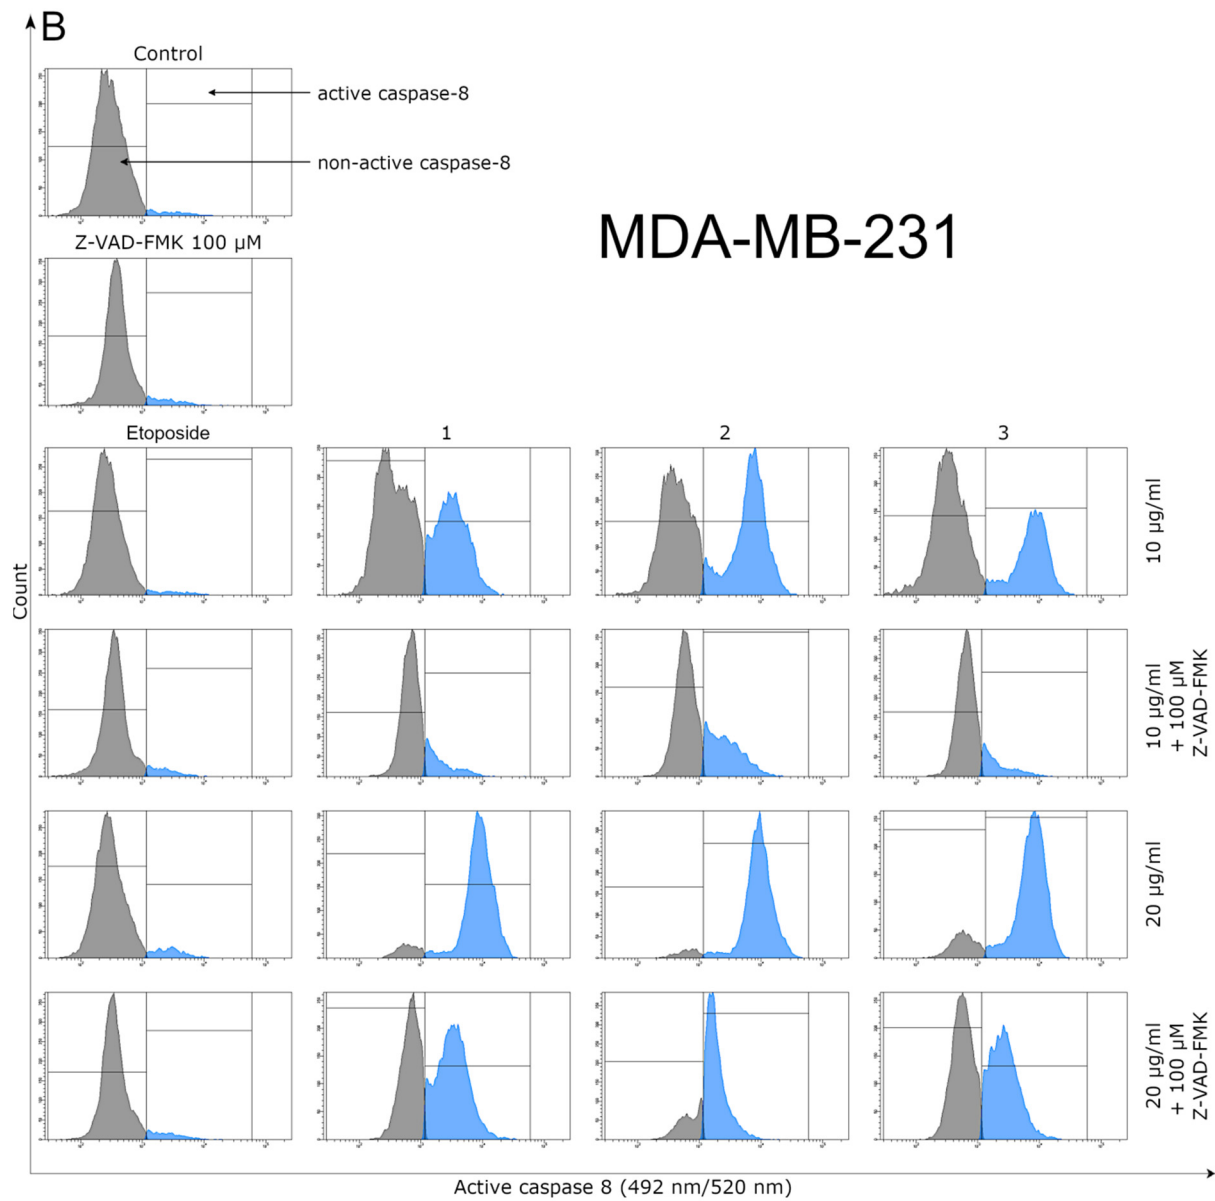 B
Control
active caspase-8
non-active caspase-8
Z-VAD-FMK 100 µM
MDA-MB-231
Etoposide
1
2
3
10 µg/ml
10 µg/ml
+ 100 µM
Z-VAD-FMK
20 µg/ml
20 µg/ml
+ 100 µM
Z-VAD-FMK
Count
Active caspase 8 (492 nm/520 nm)